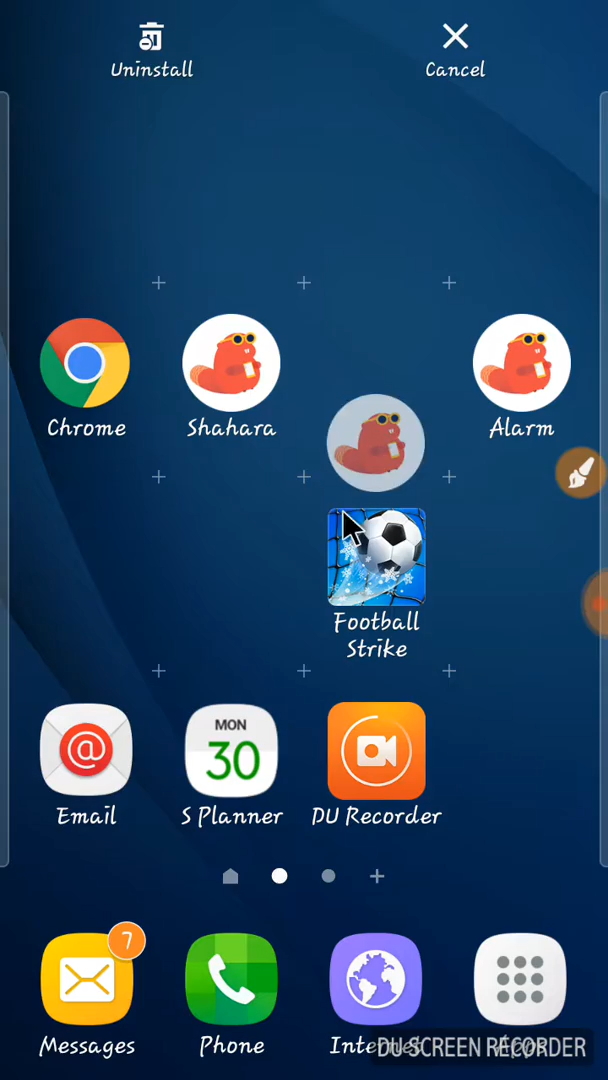 Uninstall
Cancel
Chrome
Shahara
Alarm
Football
Strike
MON
30
@
Email
S Planner
DU Recorder
7
Messages
Phone
DU SCREEN RECORDER